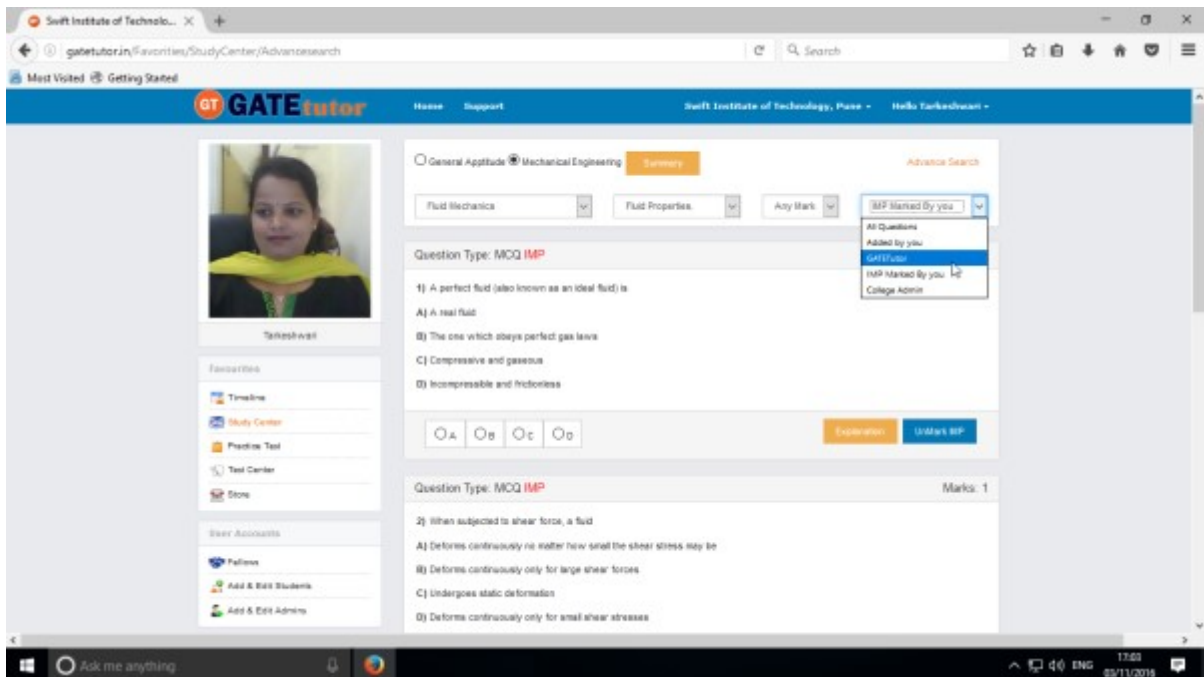 Swift Institute of Technolo...
gatetutor.in/Favorities/StudyCenter/Advancesearch
Search
Most Visited Getting Started
GT GATEtutor Home Support Swift Institute of Technology, Pune Hello Tarkeshwari
General Apptitude Mechanical Engineering Summary Advance Search
Fluid Mechanics Fluid Properties. Any Mark IMP Marked By you
All Questions
Added by you
GATETutor
IMP Marked By you
College Admin
Question Type: MCQ IMP
1) A perfect fluid (also known as an ideal fluid) is
A) A real fluid
B) The one which obeys perfect gas laws
C) Compressive and gaseous
D) Incompressible and frictionless
A B C D Explanation UnMark IMP
Question Type: MCQ IMP Marks: 1
2) When subjected to shear force, a fluid
A) Deforms continuously no matter how small the shear stress may be
B) Deforms continuously only for large shear forces
C) Undergoes static deformation
D) Deforms continuously only for small shear stresses
Tarkeshwari
Favourites
Timeline
Study Center
Practice Test
Test Center
Store
User Accounts
Fellows
Add & Edit Students
Add & Edit Admins
Ask me anything ENG 17:03
03/11/2016